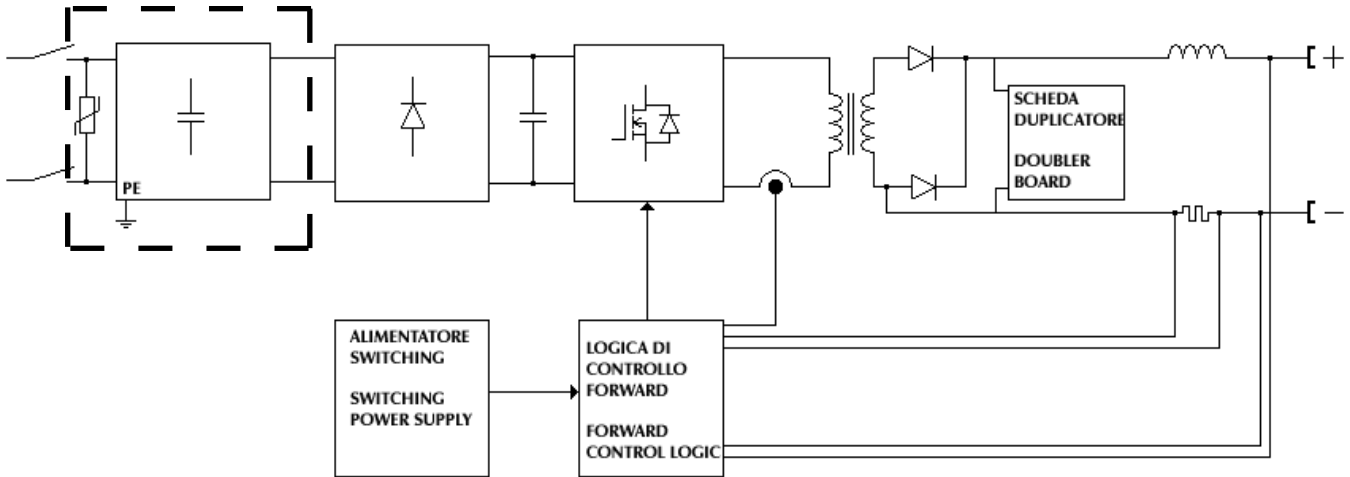 PE
SCHEDA
DUPLICATORE
DOUBLER
BOARD
+
−
ALIMENTATORE
SWITCHING
SWITCHING
POWER SUPPLY
LOGICA DI
CONTROLLO
FORWARD
FORWARD
CONTROL LOGIC